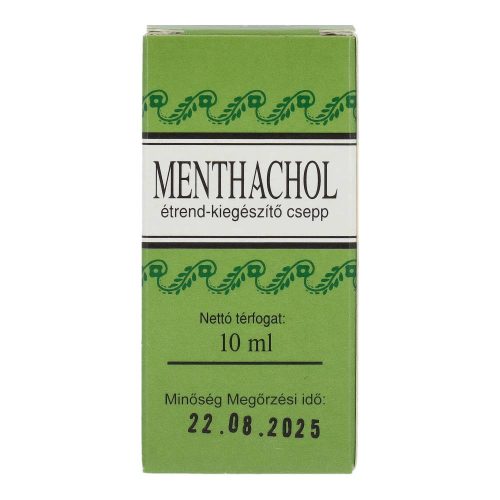 MENTHACHOL
étrend-kiegészítő csepp
Nettó térfogat:
10 ml
Minőség Megőrzési idő:
22.08.2025